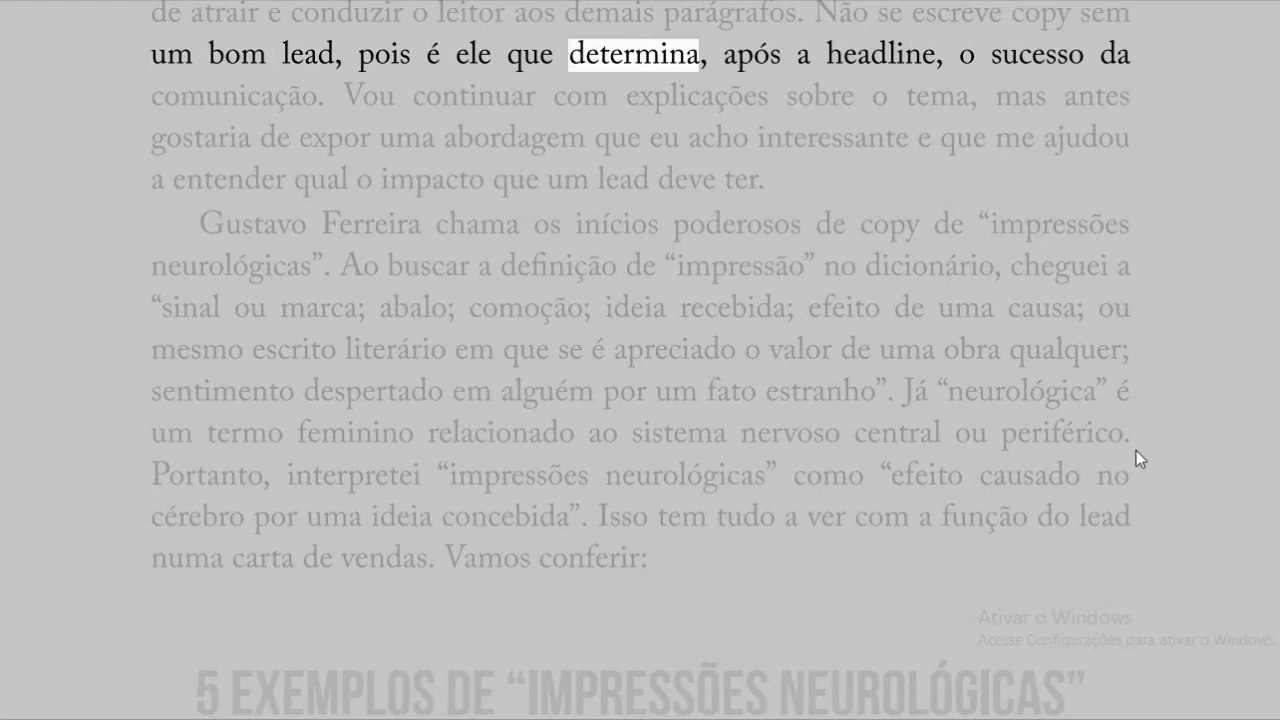 de atrair e conduzir o leitor aos demais parágrafos. Não se escreve copy sem
um bom lead, pois é ele que determina, após a headline, o sucesso da
comunicação. Vou continuar com explicações sobre o tema, mas antes
gostaria de expor uma abordagem que eu acho interessante e que me ajudou
a entender qual o impacto que um lead deve ter.
Gustavo Ferreira chama os inícios poderosos de copy de “impressões
neurológicas”. Ao buscar a definição de “impressão” no dicionário, cheguei a
“sinal ou marca; abalo; comoção; ideia recebida; efeito de uma causa; ou
mesmo escrito literário em que se é apreciado o valor de uma obra qualquer;
sentimento despertado em alguém por um fato estranho”. Já “neurológica” é
um termo feminino relacionado ao sistema nervoso central ou periférico.
Portanto, interpretei “impressões neurológicas” como “efeito causado no
cérebro por uma ideia concebida”. Isso tem tudo a ver com a função do lead
numa carta de vendas. Vamos conferir:
Ativar o Windows
Acesse Configurações para ativar o Windows.
5 EXEMPLOS DE “IMPRESSÕES NEUROLÓGICAS”